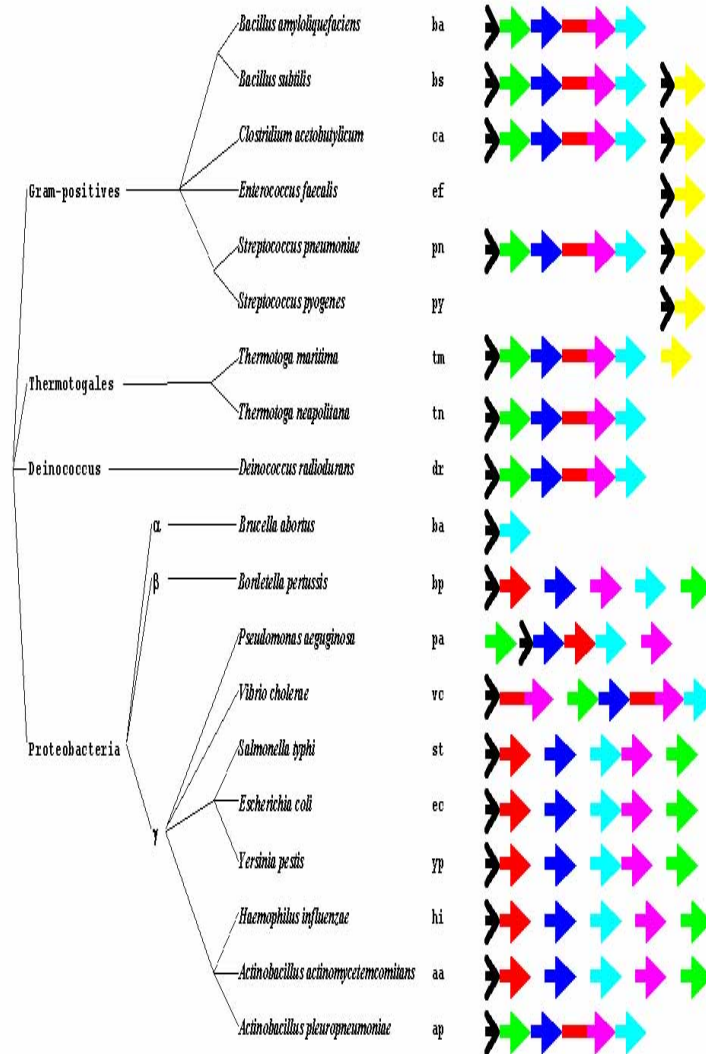 Bacillus amyloliquefaciens ba
Bacillus subtilis bs
Clostridium acetobutylicum ca
Gram-positives Enterococcus faecalis ef
Streptococcus pneumoniae pn
Streptococcus pyogenes py
Thermotoga maritima tm
Thermotogales
Thermotoga neapolitana tn
Deinococcus Deinococcus radiodurans dr
α Brucella abortus ba
β Bordetella pertussis bp
Pseudomonas aeguginosa pa
Vibrio cholerae vc
Proteobacteria Salmonella typhi st
Escherichia coli ec
γ
Yersinia pestis yp
Haemophilus influenzae hi
Actinobacillus actinomycetemcomitans aa
Actinobacillus pleuropneumoniae ap